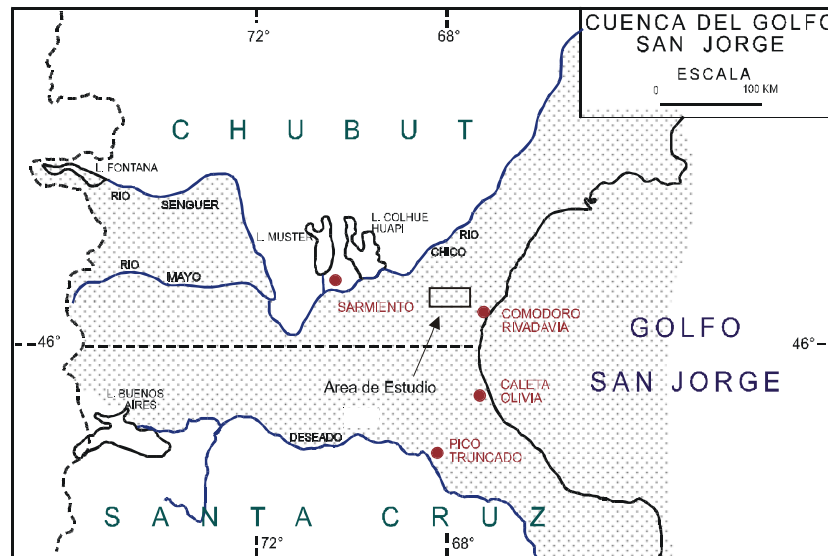 CUENCA DEL GOLFO
SAN JORGE
ESCALA
0 100 KM
72° 68°
C H U B U T
L. FONTANA
RIO
SENGUER
L. MUSTER
L. COLHUE
HUAPI
RIO
CHICO
RIO
MAYO
SARMIENTO
COMODORO
RIVADAVIA
GOLFO
SAN JORGE
46° 46°
Area de Estudio
CALETA
OLIVIA
L. BUENOS
AIRES
DESEADO
PICO
TRUNCADO
S A N T A C R U Z
72° 68°